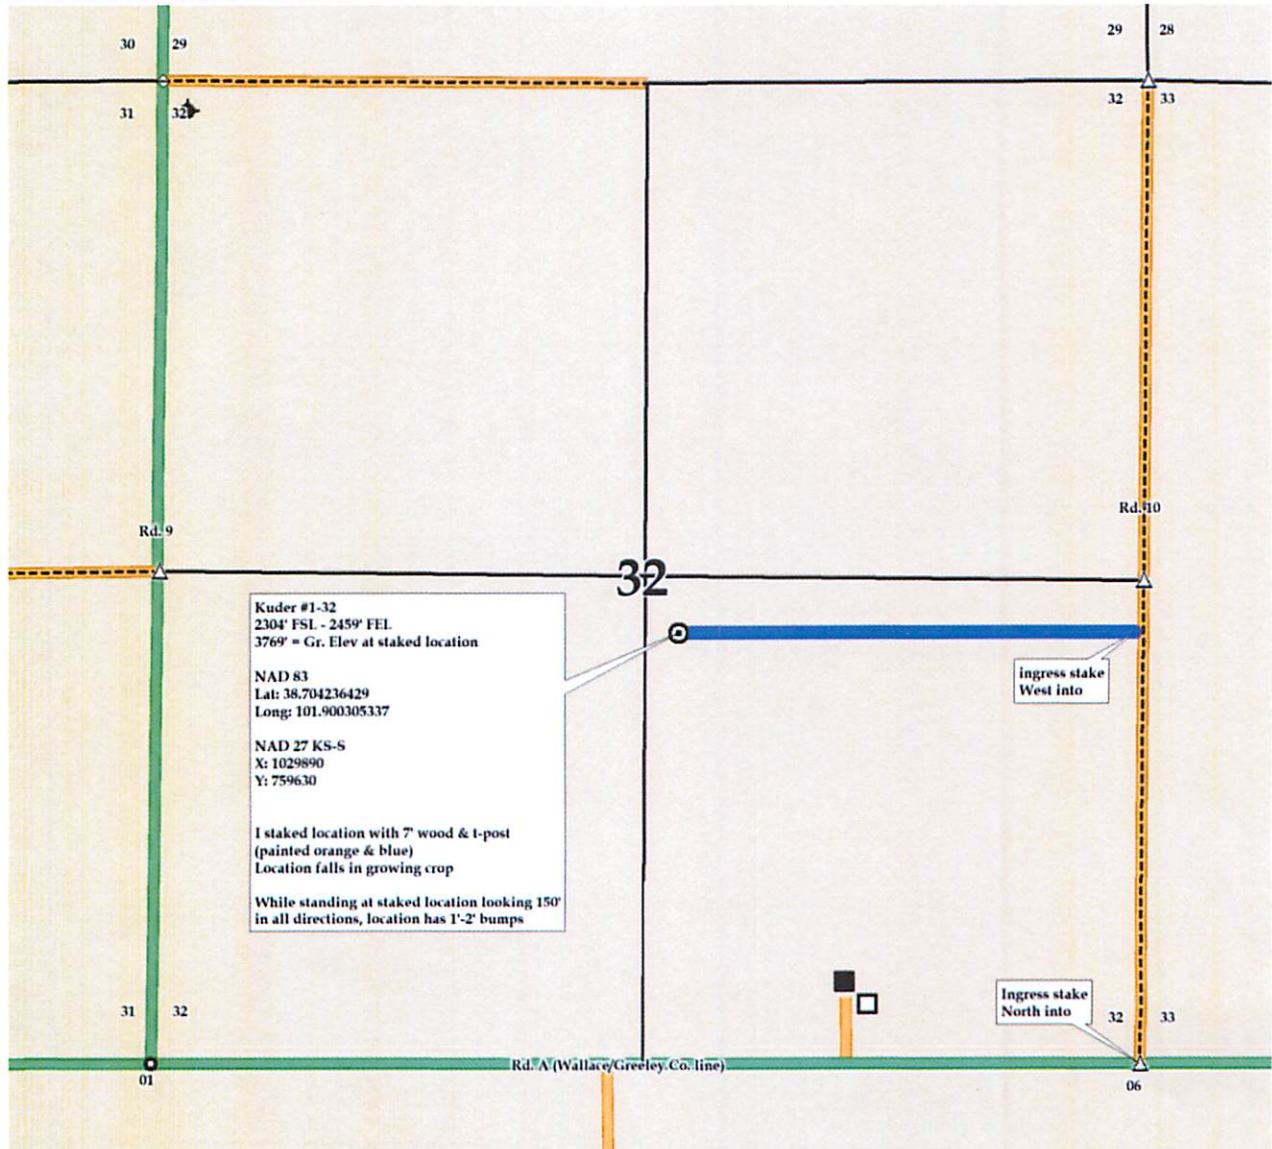 30 29
29 28
31 32
32 33
Rd. 10
Rd. 9
32
Kuder #1-32
2304' FSL - 2459' FEL
3769' = Gr. Elev at staked location
NAD 83
Lat: 38.704236429
Long: 101.900305337
NAD 27 KS-S
X: 1029890
Y: 759630
I staked location with 7' wood & t-post
(painted orange & blue)
Location falls in growing crop
While standing at staked location looking 150'
in all directions, location has 1'-2' bumps
ingress stake
West into
Ingress stake
North into
31 32
32 33
Rd. A (Wallace/Greeley Co. line)
01
06